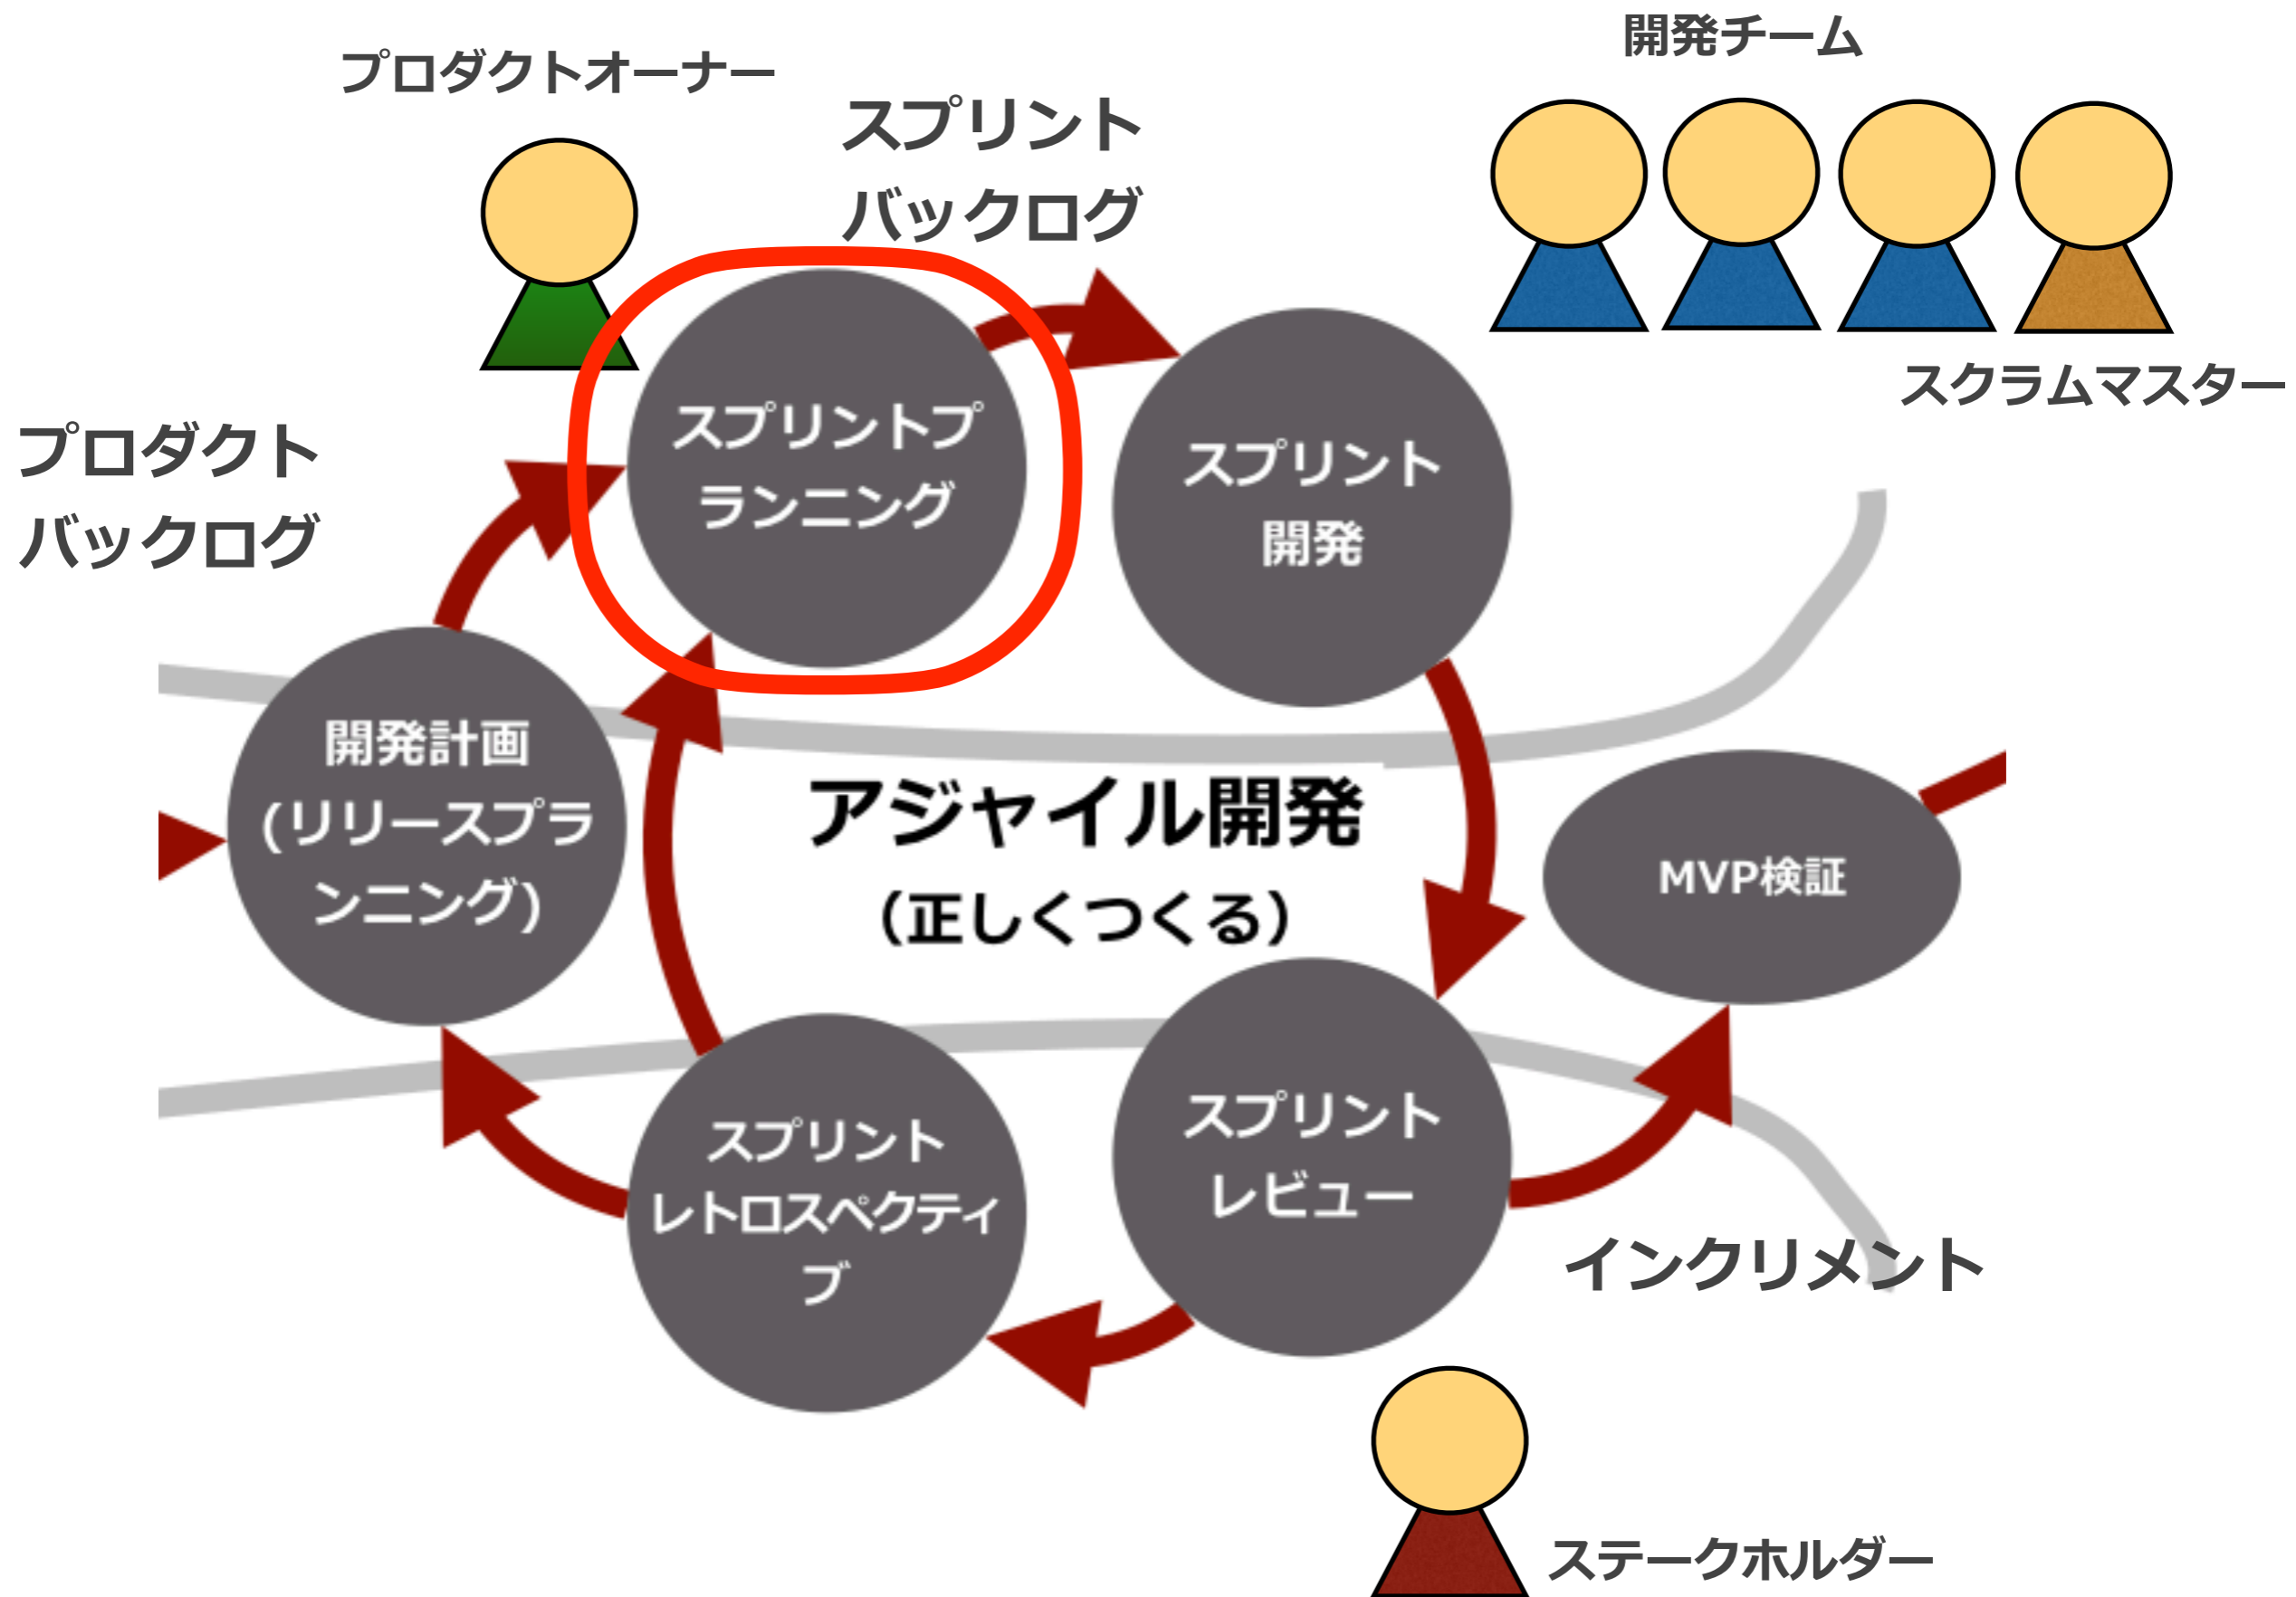 開発チーム
プロダクトオーナー
スプリント
バックログ
スクラムマスター
プロダクト
バックログ
スプリントプ
ランニング
スプリント
開発
開発計画
(リリースプラ
ンニング)
アジャイル開発
（正しくつくる）
MVP検証
スプリント
レトロスペクティ
ブ
スプリント
レビュー
インクリメント
ステークホルダー